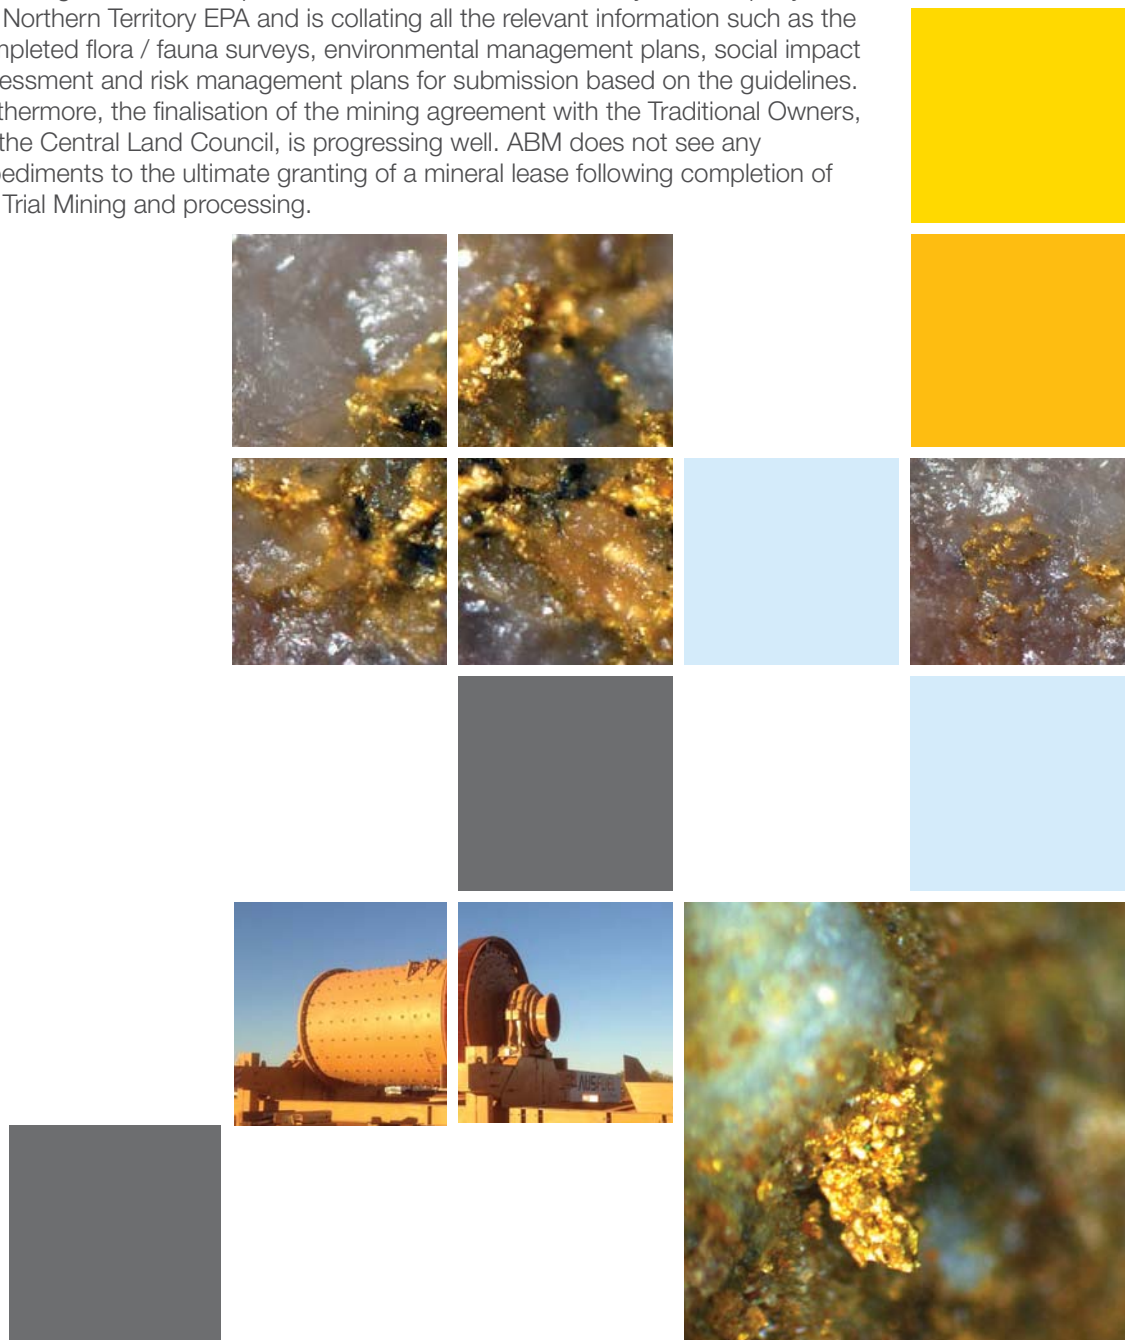 Northern Territory EPA and is collating all the relevant information such as the
mpleted flora / fauna surveys, environmental management plans, social impact
essment and risk management plans for submission based on the guidelines.
thermore, the finalisation of the mining agreement with the Traditional Owners,
the Central Land Council, is progressing well. ABM does not see any
ediments to the ultimate granting of a mineral lease following completion of
Trial Mining and processing.
AUSFUEL